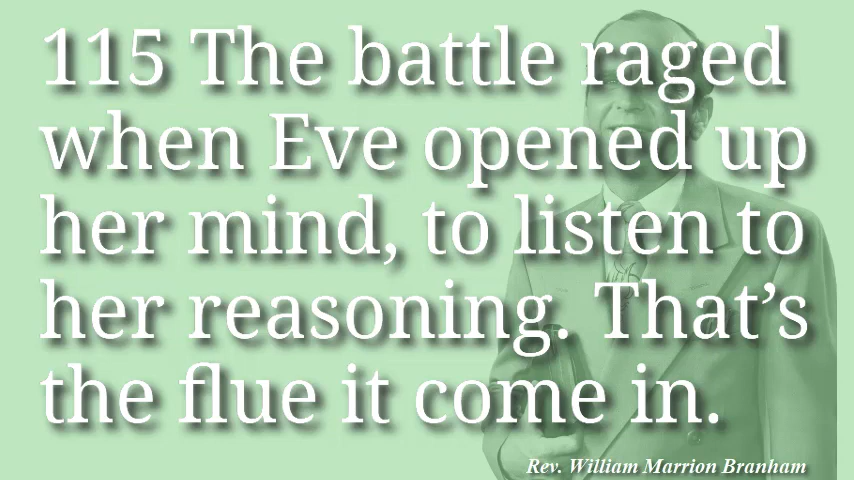 115 The battle raged
when Eve opened up
her mind, to listen to
her reasoning. That’s
the flue it come in.
Rev. William Marrion Branham